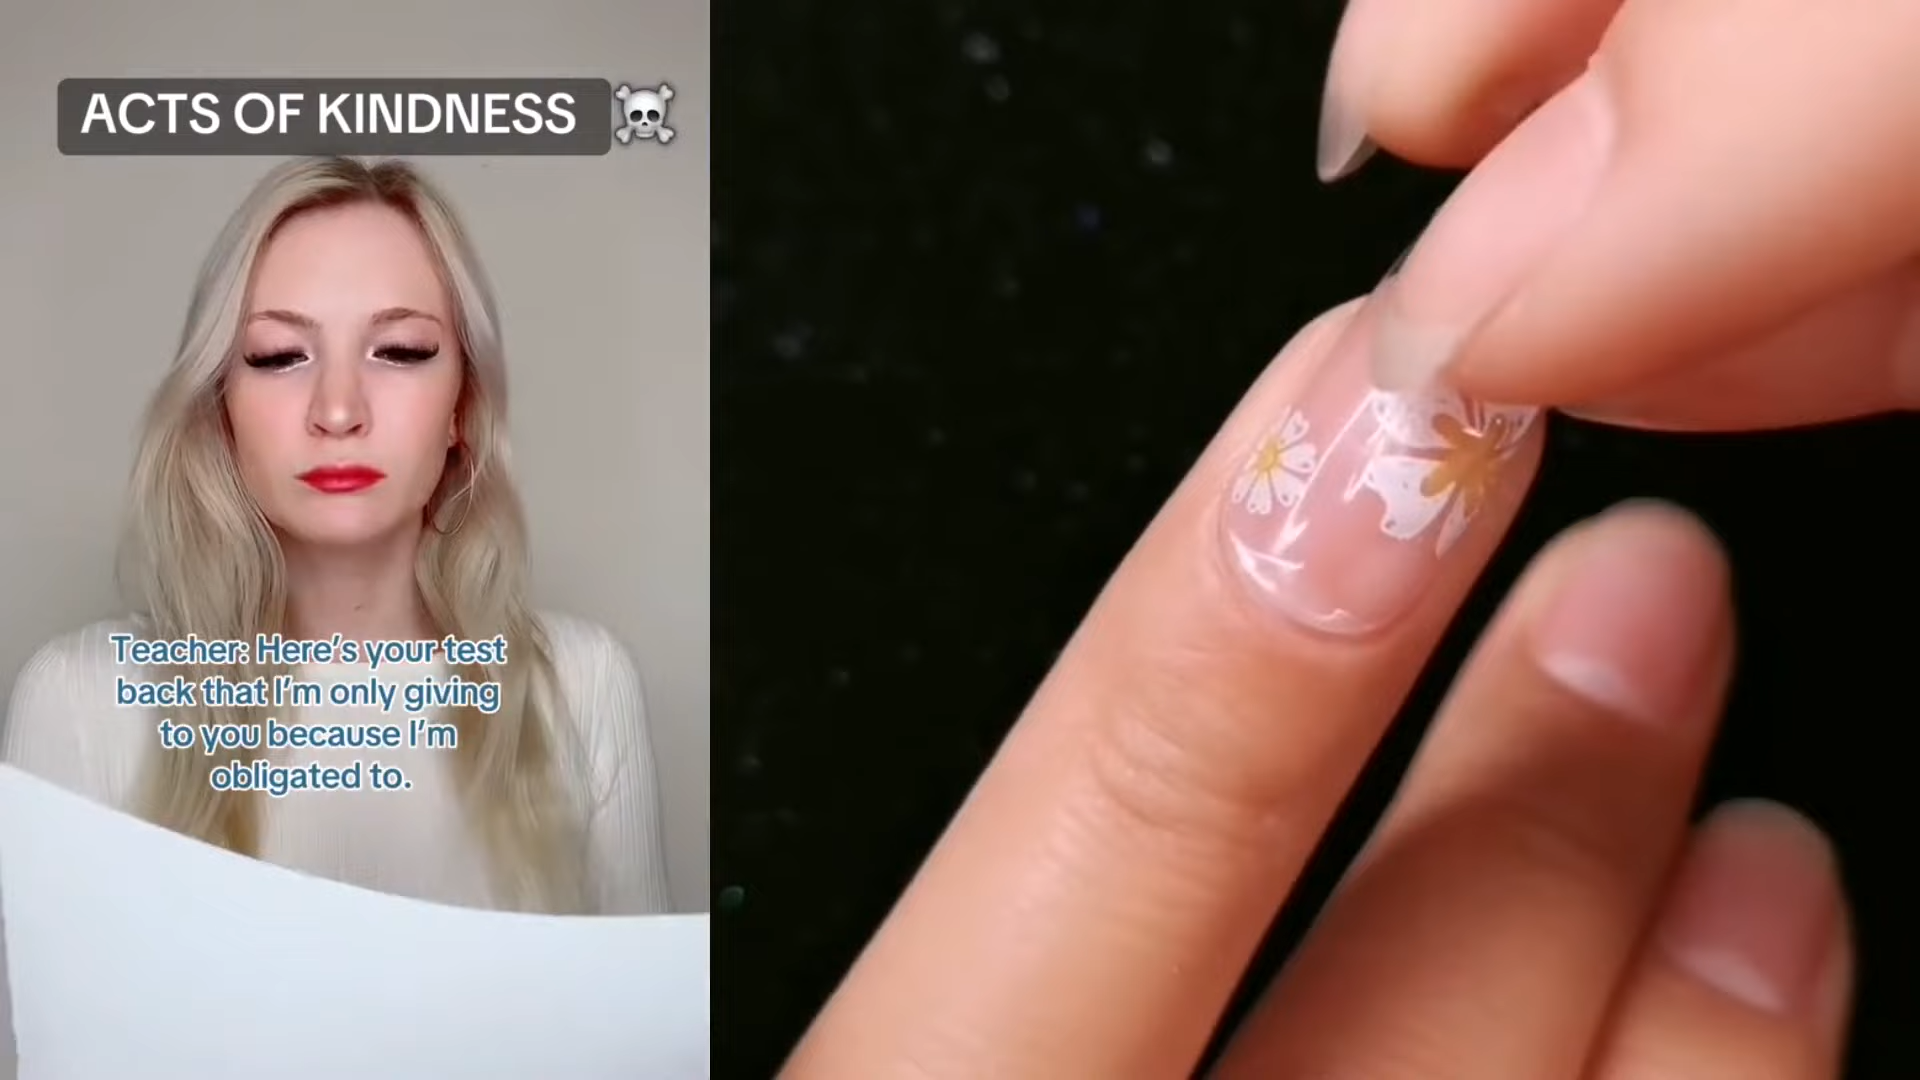 ACTS OF KINDNESS ☠️
Teacher: Here's your test
back that I'm only giving
to you because I'm
obligated to.